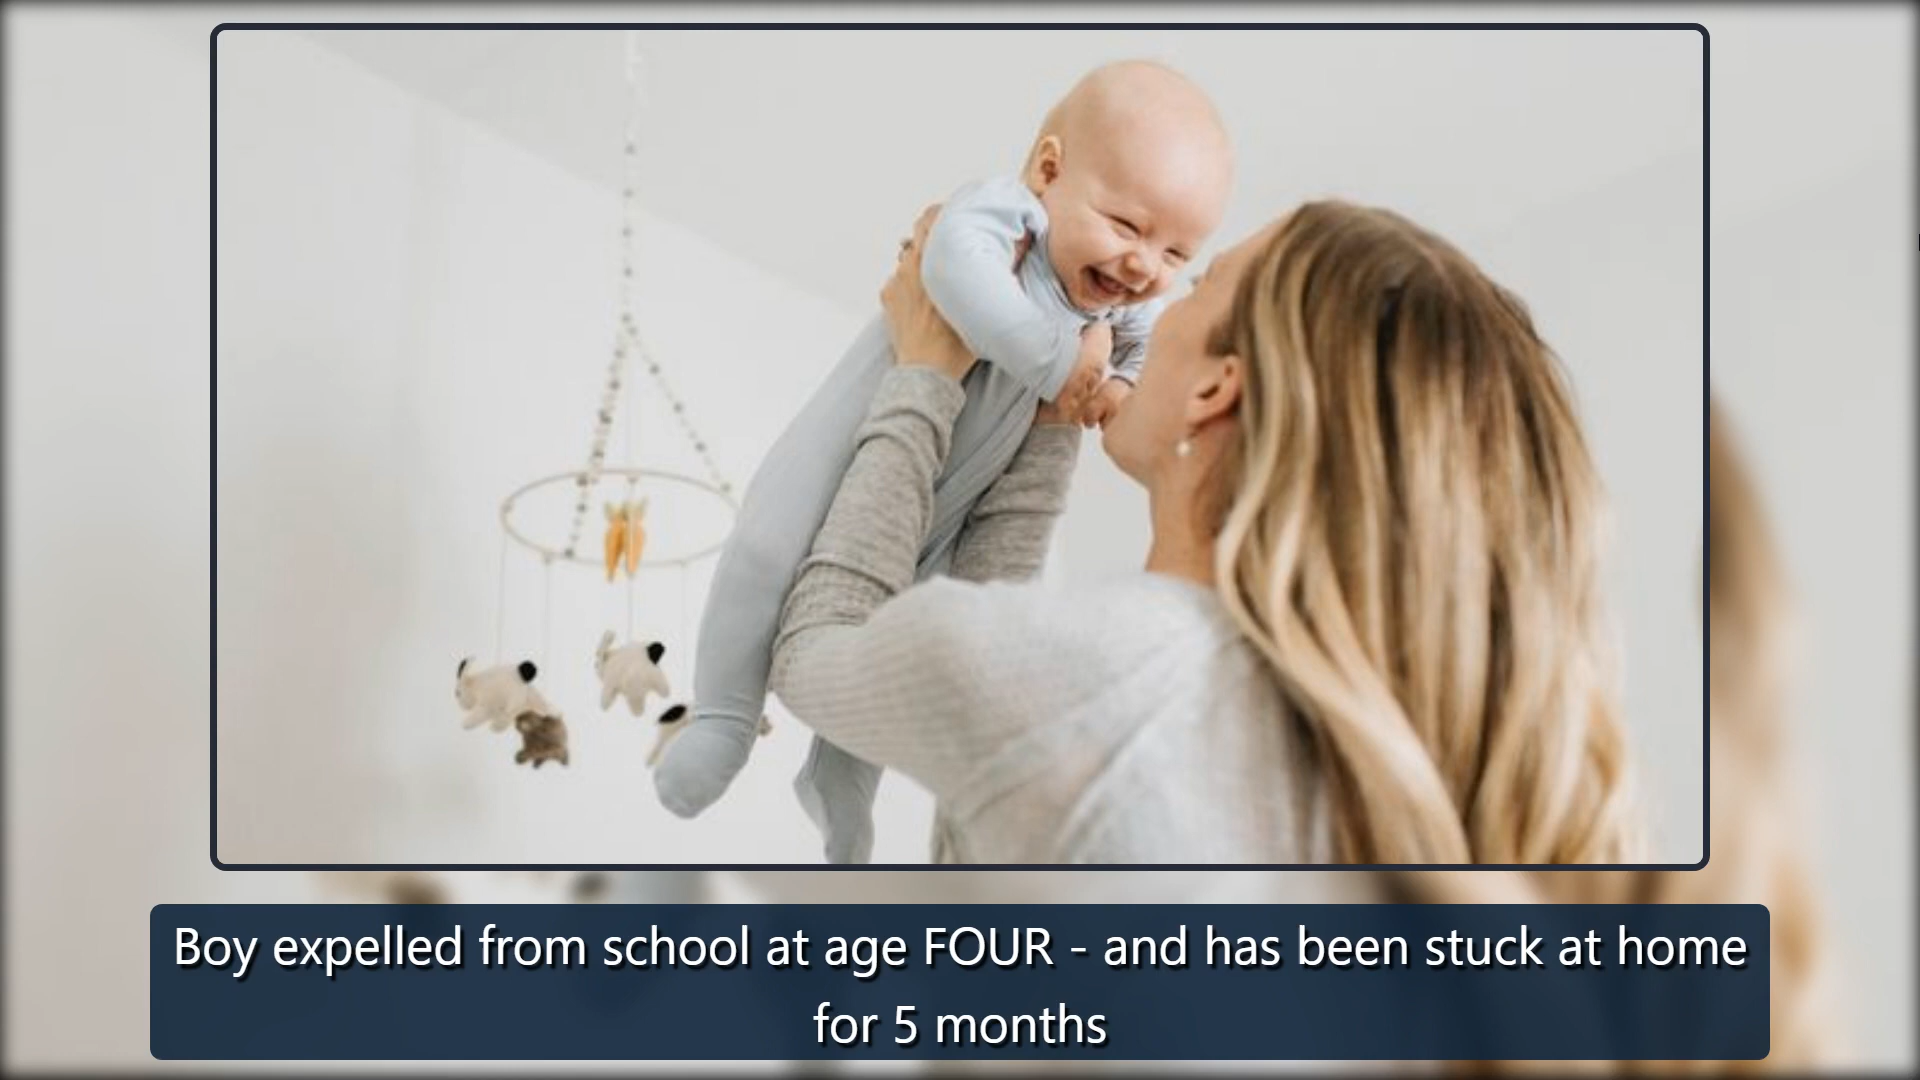 Boy expelled from school at age FOUR - and has been stuck at home
for 5 months